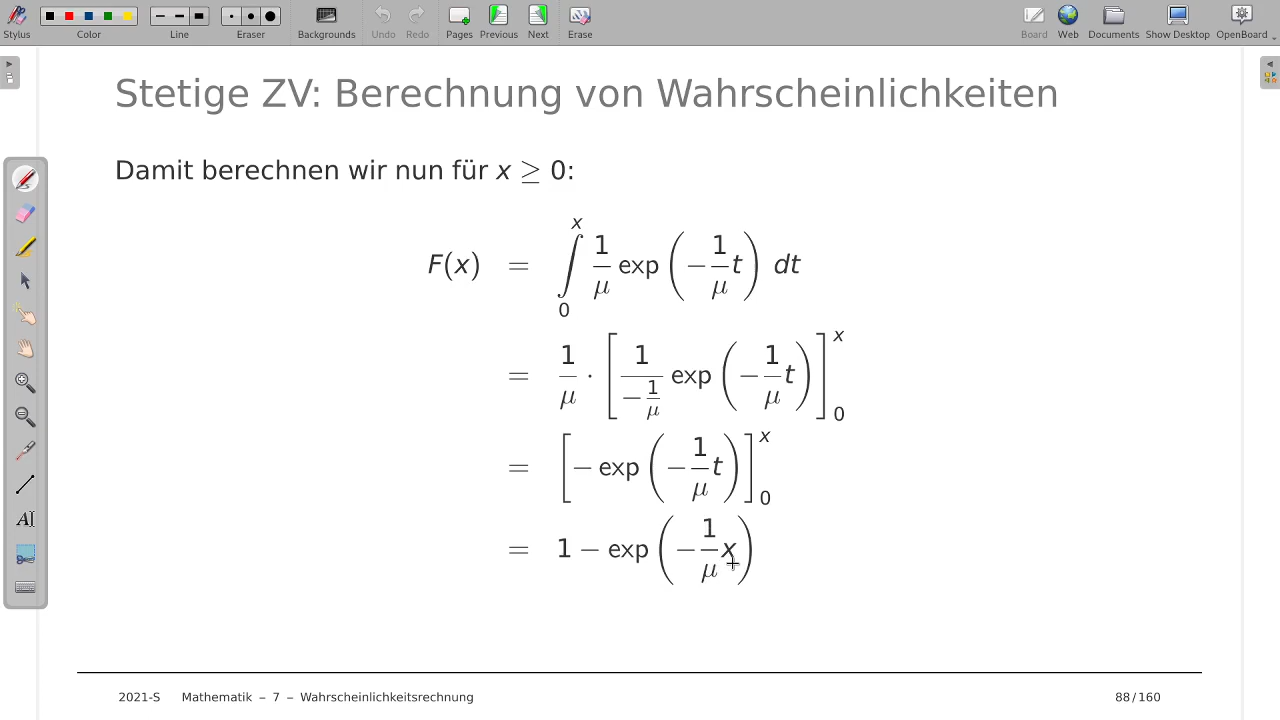 Stylus Color Line Eraser Backgrounds Undo Redo Pages Previous Next Erase Board Web Documents Show Desktop OpenBoard
Stetige ZV: Berechnung von Wahrscheinlichkeiten
Damit berechnen wir nun für x ≥ 0:
F(x) = ∫₀ˣ 1/μ exp(−1/μ t) dt
= 1/μ · [1/(−1/μ) exp(−1/μ t)]₀ˣ
= [− exp(−1/μ t)]₀ˣ
= 1 − exp(−1/μ x)
AI
2021-S Mathematik – 7 – Wahrscheinlichkeitsrechnung 88/160